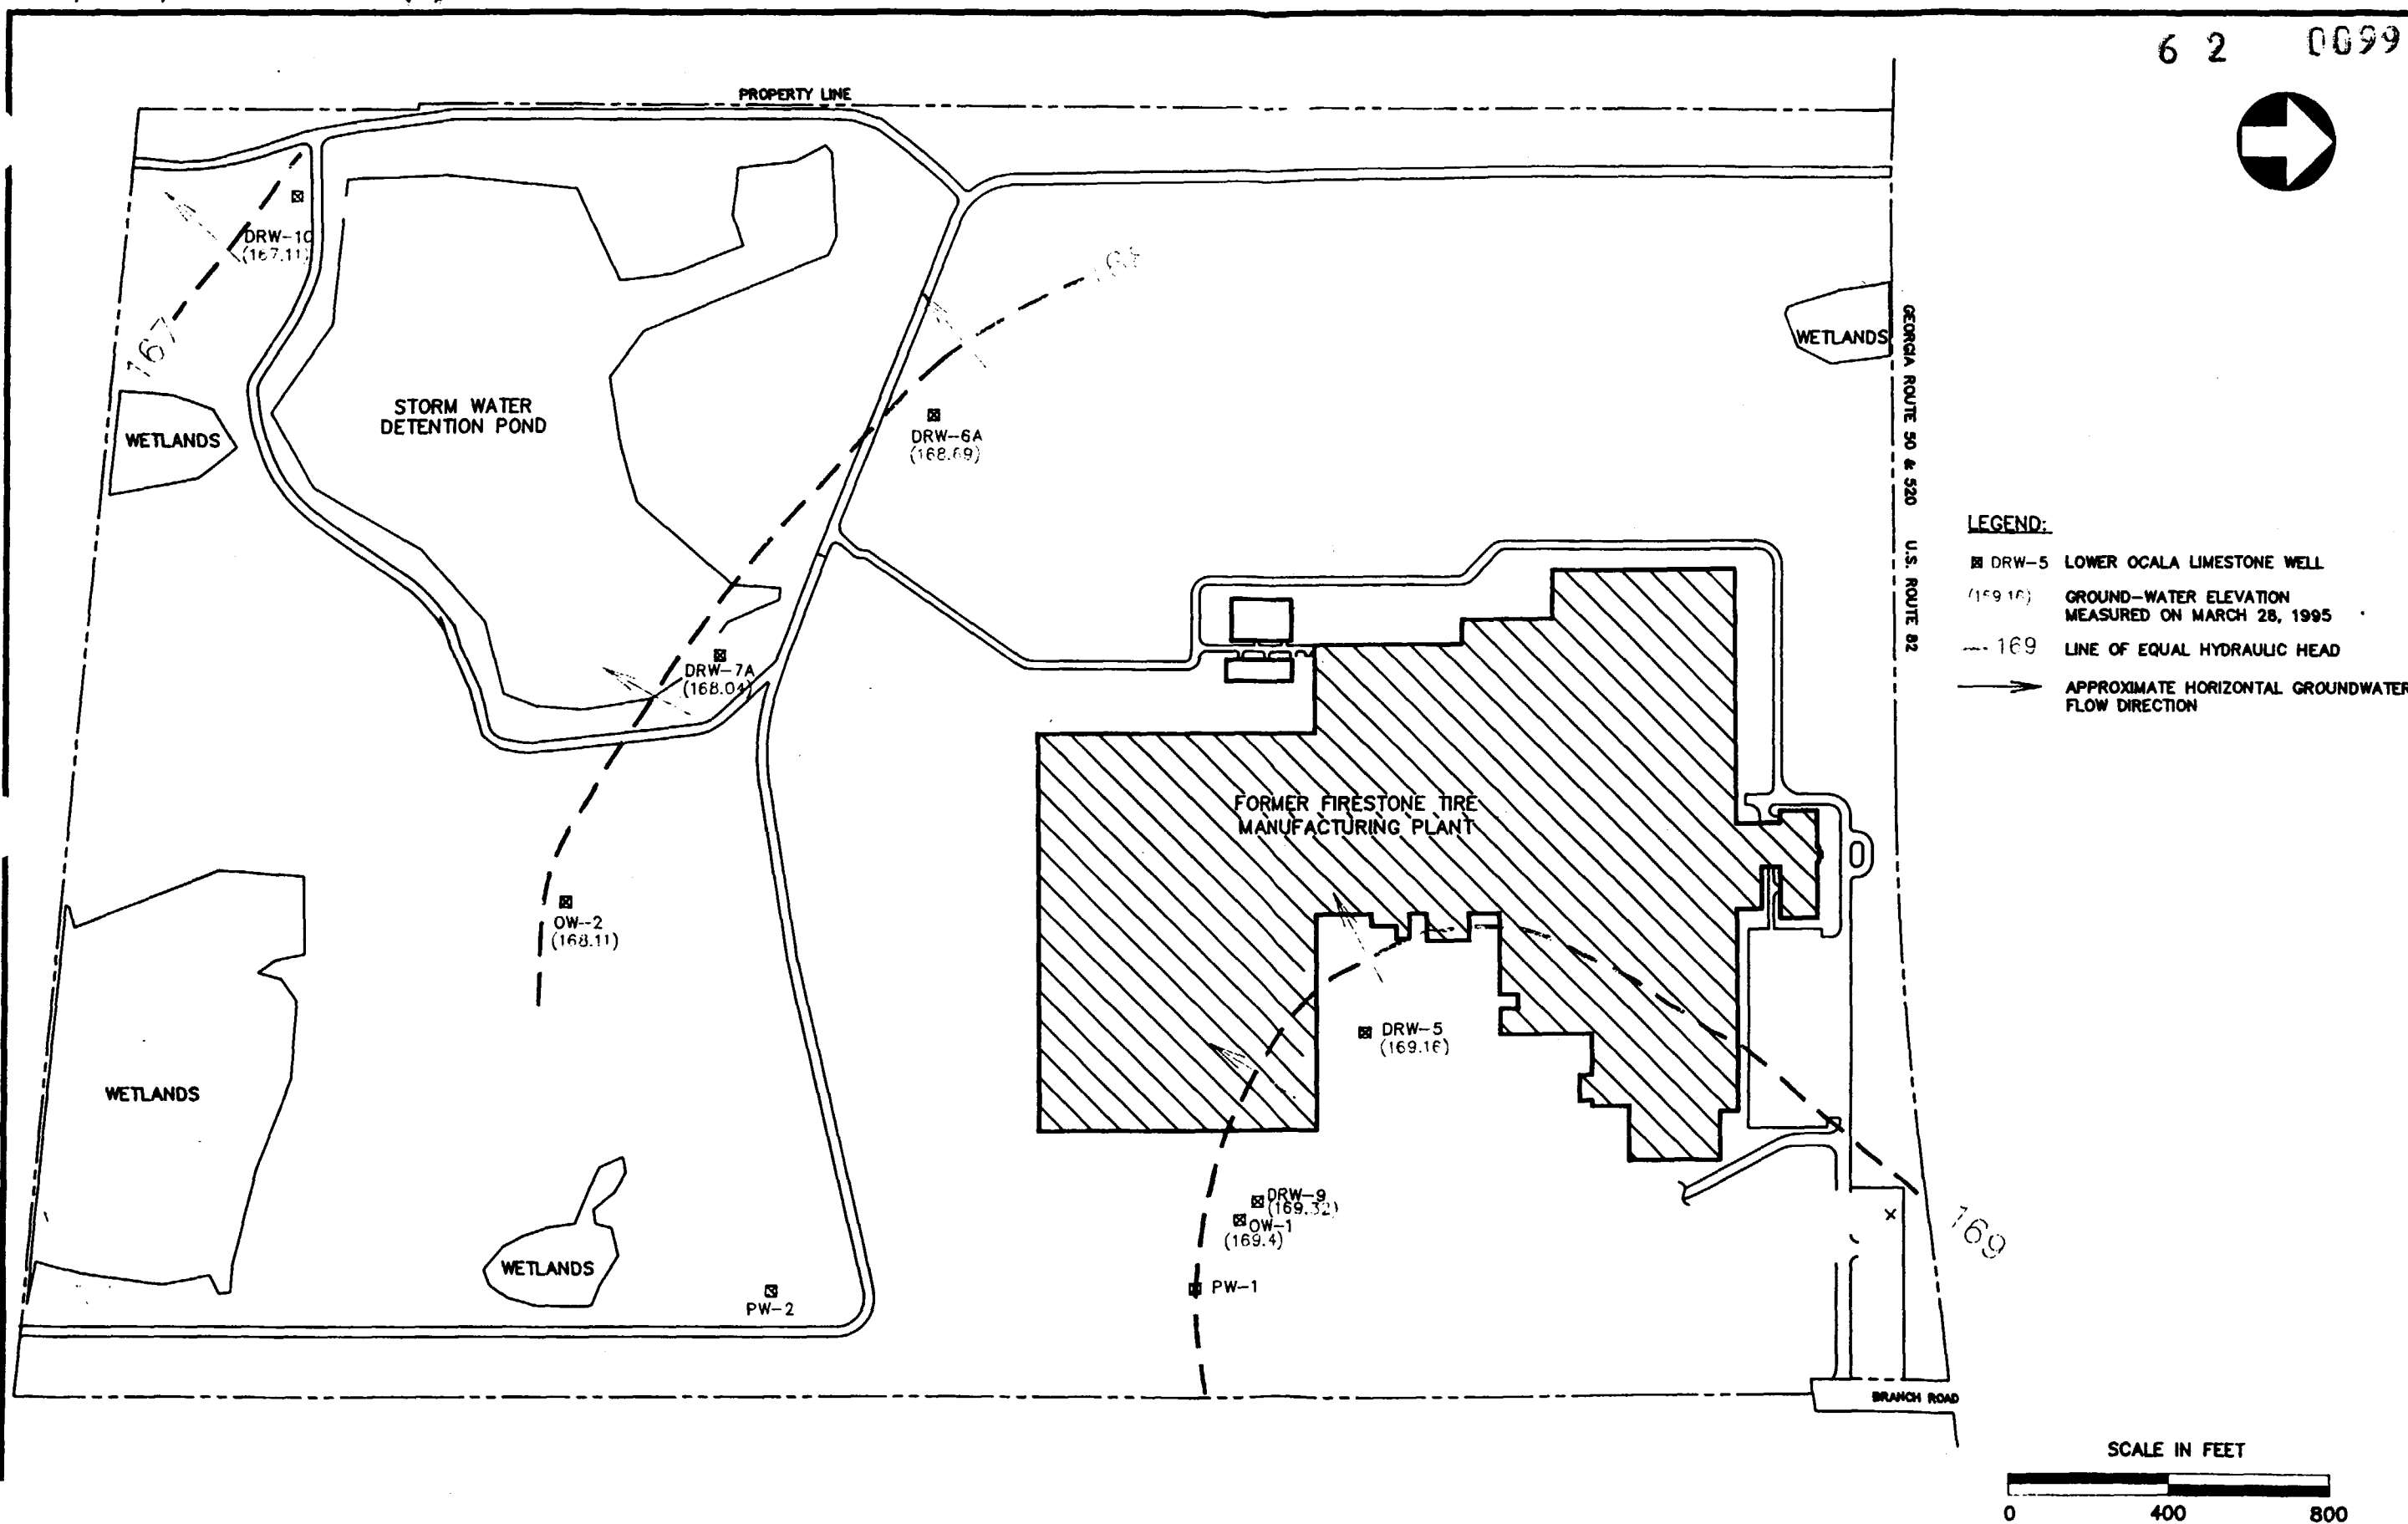 6 2 0099
PROPERTY LINE
DRW-10
(167.11)
167
WETLANDS
STORM WATER
DETENTION POND
DRW-6A
(168.69)
WETLANDS
GEORGIA ROUTE 50 & 520 U.S. ROUTE 82
LEGEND:
DRW-5 LOWER OCALA LIMESTONE WELL
(169.16) GROUND-WATER ELEVATION
MEASURED ON MARCH 28, 1995
169 LINE OF EQUAL HYDRAULIC HEAD
APPROXIMATE HORIZONTAL GROUNDWATER
FLOW DIRECTION
DRW-7A
(168.04)
FORMER FIRESTONE TIRE
MANUFACTURING PLANT
OW-2
(168.11)
DRW-5
(169.16)
WETLANDS
DRW-9
(169.32)
OW-1
(169.4)
169
WETLANDS
PW-2
PW-1
BRANCH ROAD
SCALE IN FEET
0 400 800